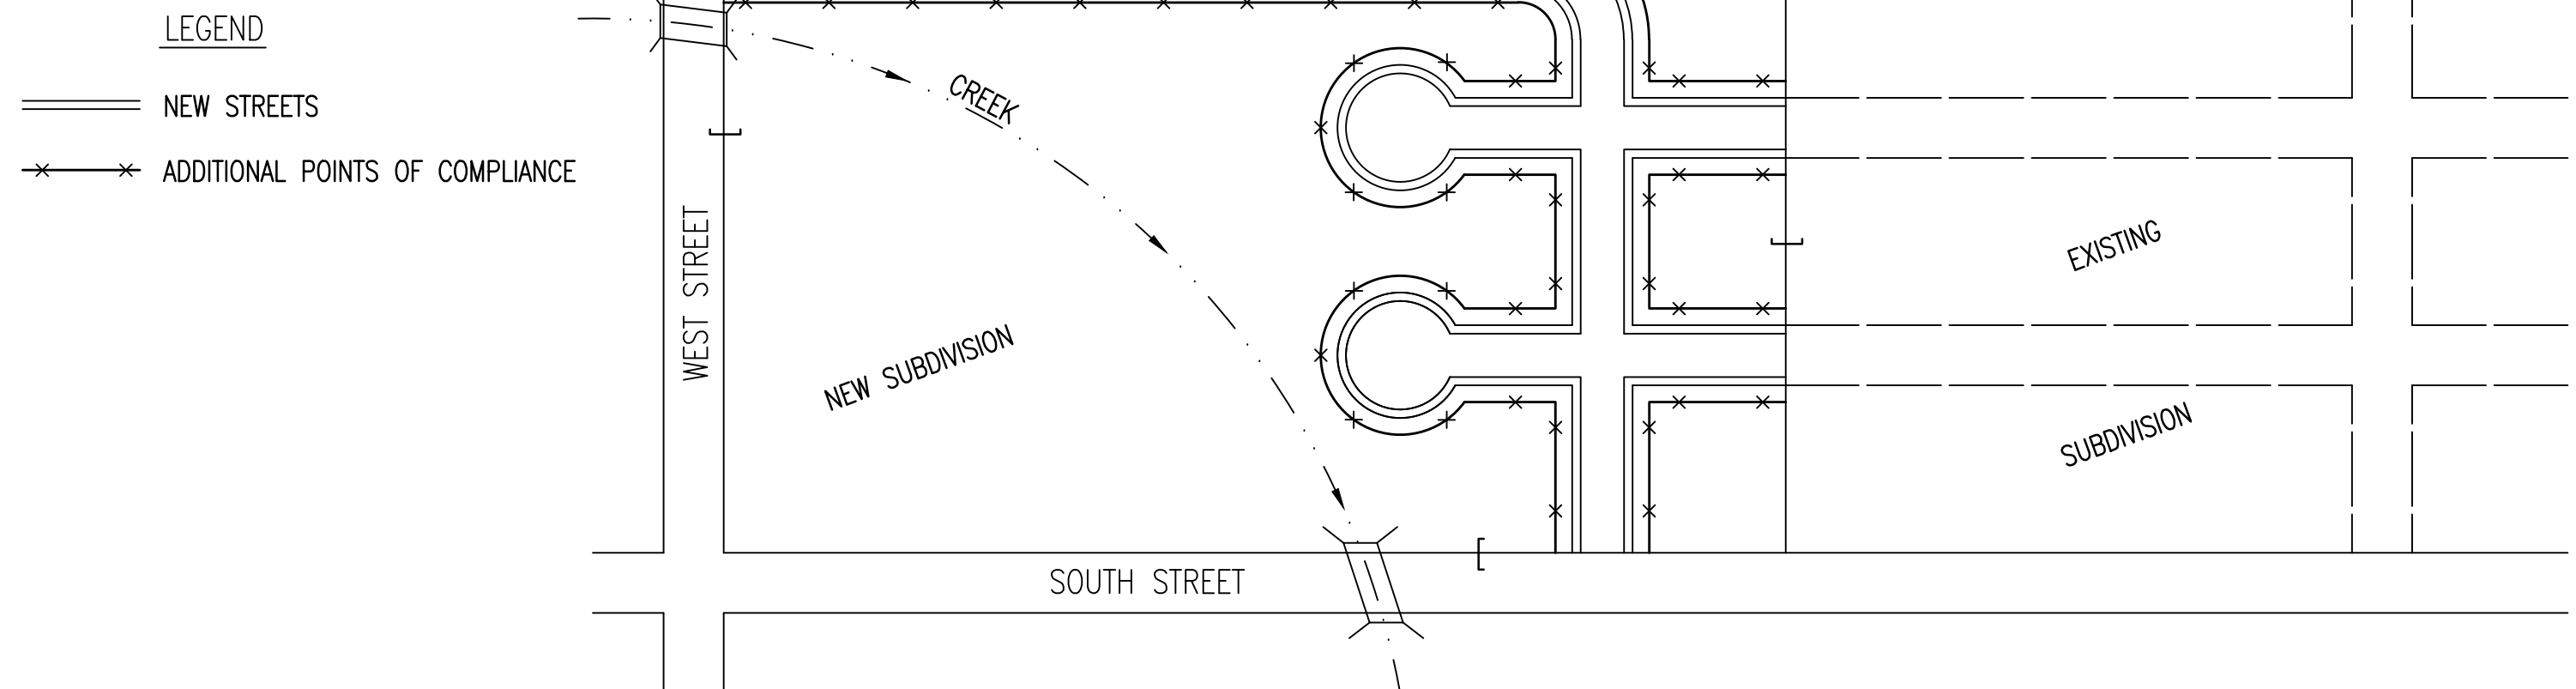 LEGEND
NEW STREETS
ADDITIONAL POINTS OF COMPLIANCE
CREEK
WEST STREET
NEW SUBDIVISION
EXISTING
SUBDIVISION
SOUTH STREET